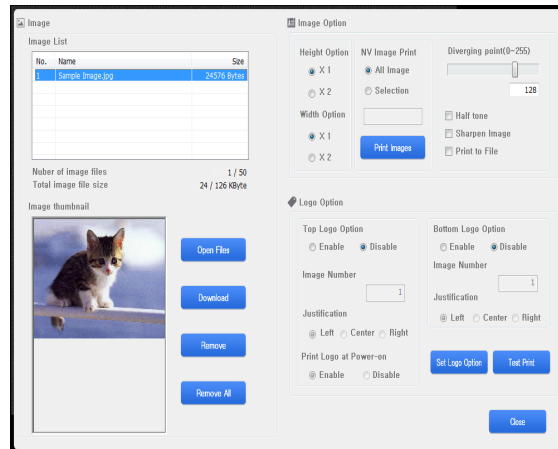 Image
Image List
No. Name Size
1 Sample Image.jpg 24576 Bytes
Nuber of image files 1 / 50
Total image file size 24 / 126 KByte
Image thumbnail
Open Files
Download
Remove
Remove All
Image Option
Height Option
X 1
X 2
Width Option
X 1
X 2
NV Image Print
All Image
Selection
Print Images
Diverging point(0~255)
128
Half tone
Sharpen Image
Print to File
Logo Option
Top Logo Option
Enable Disable
Image Number
1
Justification
Left Center Right
Print Logo at Power-on
Enable Disable
Bottom Logo Option
Enable Disable
Image Number
1
Justification
Left Center Right
Set Logo Option Test Print
Close